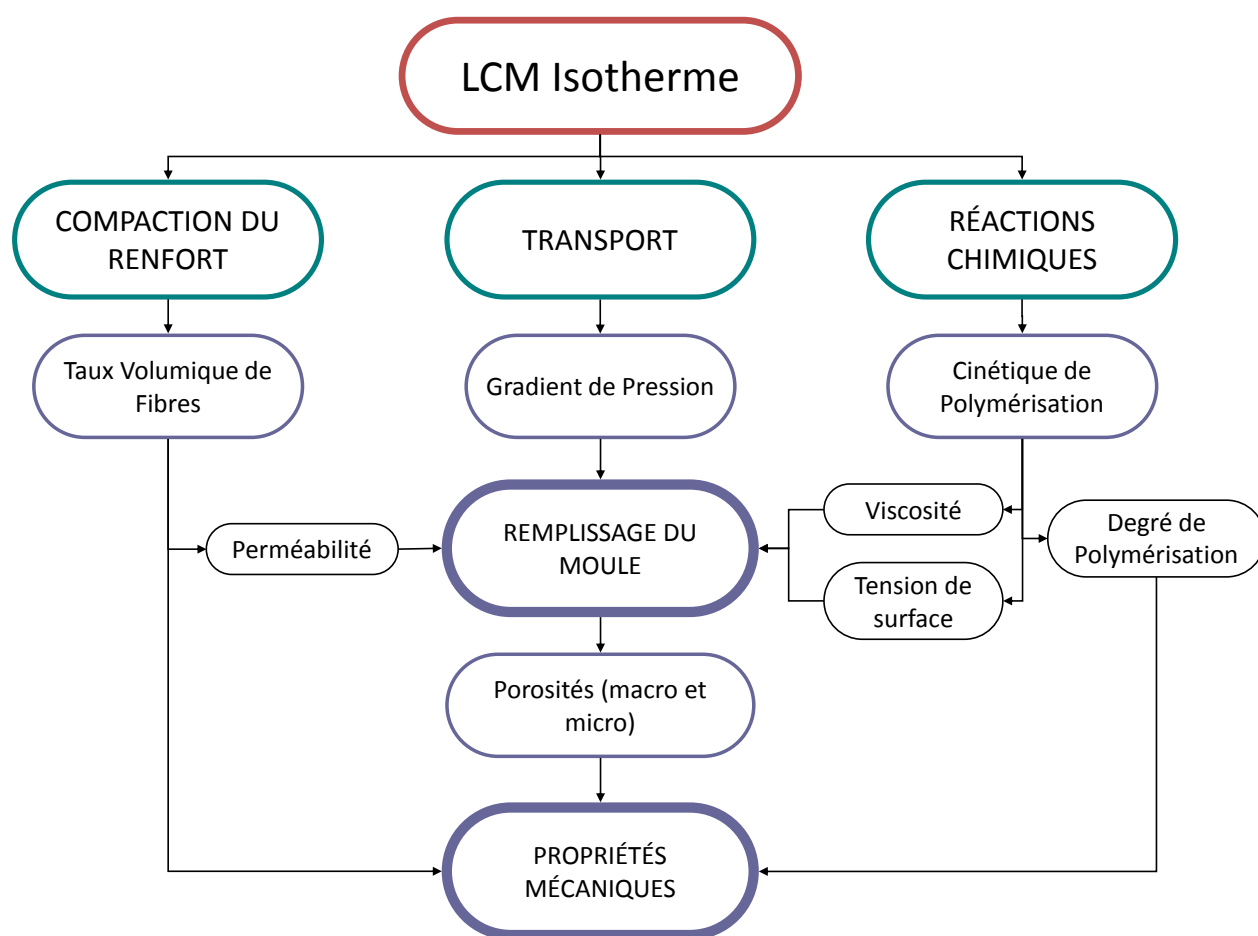 LCM Isotherme
COMPACTION DU
RENFORT
TRANSPORT
RÉACTIONS
CHIMIQUES
Taux Volumique de
Fibres
Gradient de Pression
Cinétique de
Polymérisation
Perméabilité
REMPLISSAGE DU
MOULE
Viscosité
Tension de
surface
Degré de
Polymérisation
Porosités (macro et
micro)
PROPRIÉTÉS
MÉCANIQUES